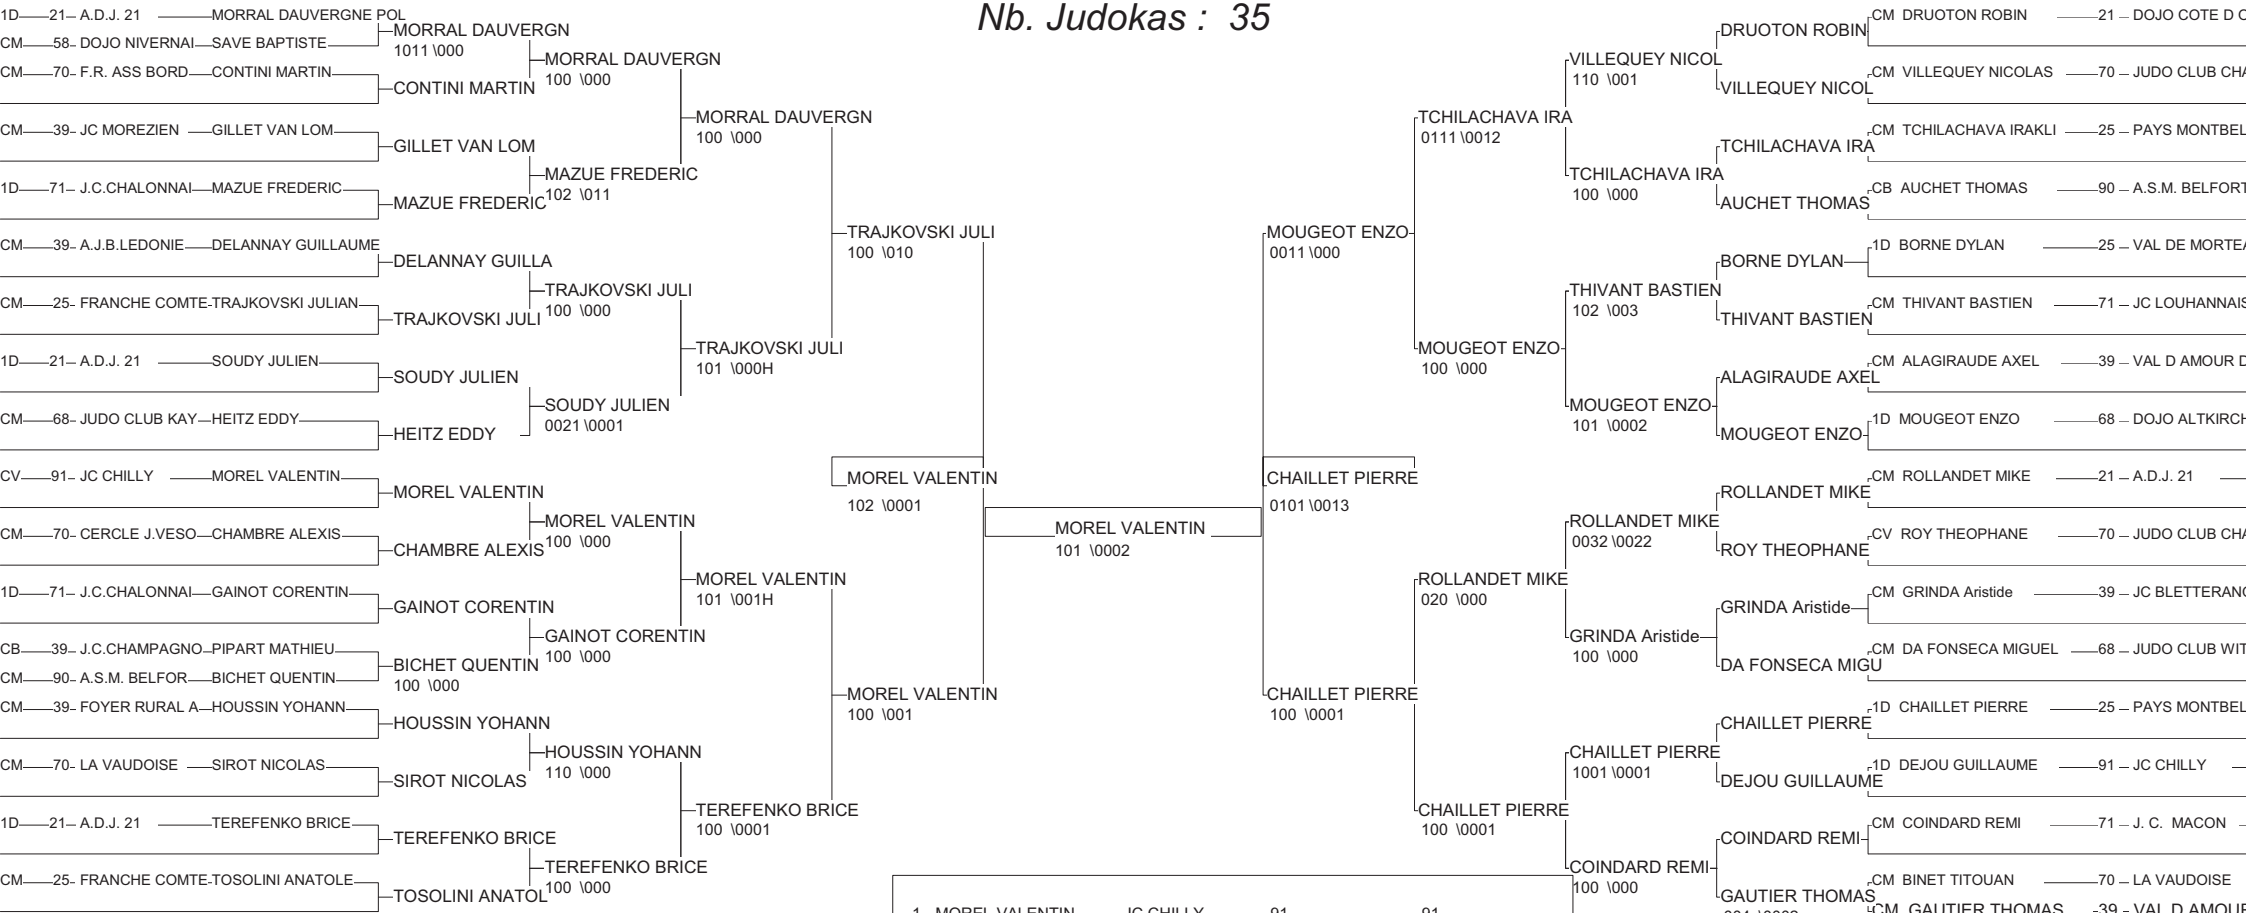 Nb. Judokas : 35
1D 21 A.D.J. 21 MORRAL DAUVERGNE POL
CM 58 DOJO NIVERNAI SAVE BAPTISTE
CM 70 F.R. ASS BORD CONTINI MARTIN
CM 39 JC MOREZIEN GILLET VAN LOM
1D 71 J.C.CHALONNAI MAZUE FREDERIC
CM 39 A.J.B.LEDONIE DELANNAY GUILLAUME
CM 25 FRANCHE COMTE TRAJKOVSKI JULIAN
1D 21 A.D.J. 21 SOUDY JULIEN
CM 68 JUDO CLUB KAY HEITZ EDDY
CV 91 JC CHILLY MOREL VALENTIN
CM 70 CERCLE J.VESO CHAMBRE ALEXIS
1D 71 J.C.CHALONNAI GAINOT CORENTIN
CB 39 J.C.CHAMPAGNO PIPART MATHIEU
CM 90 A.S.M. BELFOR BICHET QUENTIN
CM 39 FOYER RURAL A HOUSSIN YOHANN
CM 70 LA VAUDOISE SIROT NICOLAS
1D 21 A.D.J. 21 TEREFENKO BRICE
CM 25 FRANCHE COMTE TOSOLINI ANATOLE
MORRAL DAUVERGN
1011 \000
CONTINI MARTIN
GILLET VAN LOM
MAZUE FREDERIC
DELANNAY GUILLA
TRAJKOVSKI JULI
SOUDY JULIEN
HEITZ EDDY
MOREL VALENTIN
CHAMBRE ALEXIS
GAINOT CORENTIN
BICHET QUENTIN
100 \000
HOUSSIN YOHANN
SIROT NICOLAS
TEREFENKO BRICE
TOSOLINI ANATOL
MORRAL DAUVERGN
100 \000
MAZUE FREDERIC
102 \011
TRAJKOVSKI JULI
100 \000
SOUDY JULIEN
0021 \0001
MOREL VALENTIN
100 \000
GAINOT CORENTIN
100 \000
HOUSSIN YOHANN
110 \000
TEREFENKO BRICE
100 \000
MORRAL DAUVERGN
100 \000
TRAJKOVSKI JULI
101 \000H
MOREL VALENTIN
101 \001H
TEREFENKO BRICE
100 \0001
TRAJKOVSKI JULI
100 \010
MOREL VALENTIN
102 \0001
MOREL VALENTIN
100 \001
MOREL VALENTIN
101 \0002
MOUGEOT ENZO
0011 \000
CHAILLET PIERRE
0101 \0013
CHAILLET PIERRE
100 \0001
TCHILACHAVA IRA
0111 \0012
MOUGEOT ENZO
100 \000
ROLLANDET MIKE
020 \000
CHAILLET PIERRE
100 \0001
VILLEQUEY NICOL
110 \001
TCHILACHAVA IRA
100 \000
THIVANT BASTIEN
102 \003
MOUGEOT ENZO
101 \0002
ROLLANDET MIKE
0032 \0022
GRINDA Aristide
100 \000
CHAILLET PIERRE
1001 \0001
COINDARD REMI
100 \000
DRUOTON ROBIN
VILLEQUEY NICOL
TCHILACHAVA IRA
AUCHET THOMAS
BORNE DYLAN
THIVANT BASTIEN
ALAGIRAUDE AXEL
MOUGEOT ENZO
ROLLANDET MIKE
ROY THEOPHANE
GRINDA Aristide
DA FONSECA MIGU
CHAILLET PIERRE
DEJOU GUILLAUME
COINDARD REMI
GAUTIER THOMAS
CM DRUOTON ROBIN 21 DOJO COTE D O
CM VILLEQUEY NICOLAS 70 JUDO CLUB CHA
CM TCHILACHAVA IRAKLI 25 PAYS MONTBEL
CB AUCHET THOMAS 90 A.S.M. BELFORT
1D BORNE DYLAN 25 VAL DE MORTEA
CM THIVANT BASTIEN 71 JC LOUHANNAIS
CM ALAGIRAUDE AXEL 39 VAL D AMOUR D
1D MOUGEOT ENZO 68 DOJO ALTKIRCH
CM ROLLANDET MIKE 21 A.D.J. 21
CV ROY THEOPHANE 70 JUDO CLUB CHA
CM GRINDA Aristide 39 JC BLETTERANG
CM DA FONSECA MIGUEL 68 JUDO CLUB WIT
1D CHAILLET PIERRE 25 PAYS MONTBEL
1D DEJOU GUILLAUME 91 JC CHILLY
CM COINDARD REMI 71 J. C. MACON
CM BINET TITOUAN 70 LA VAUDOISE
CM GAUTIER THOMAS 39 VAL D AMOUR
1 MOREL VALENTIN JC CHILLY 91 91